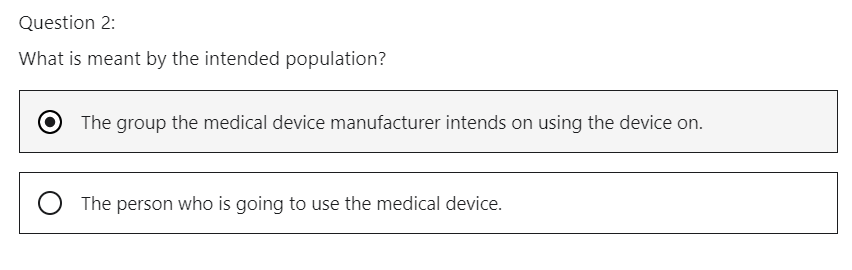 Question 2:
What is meant by the intended population?
The group the medical device manufacturer intends on using the device on.
The person who is going to use the medical device.